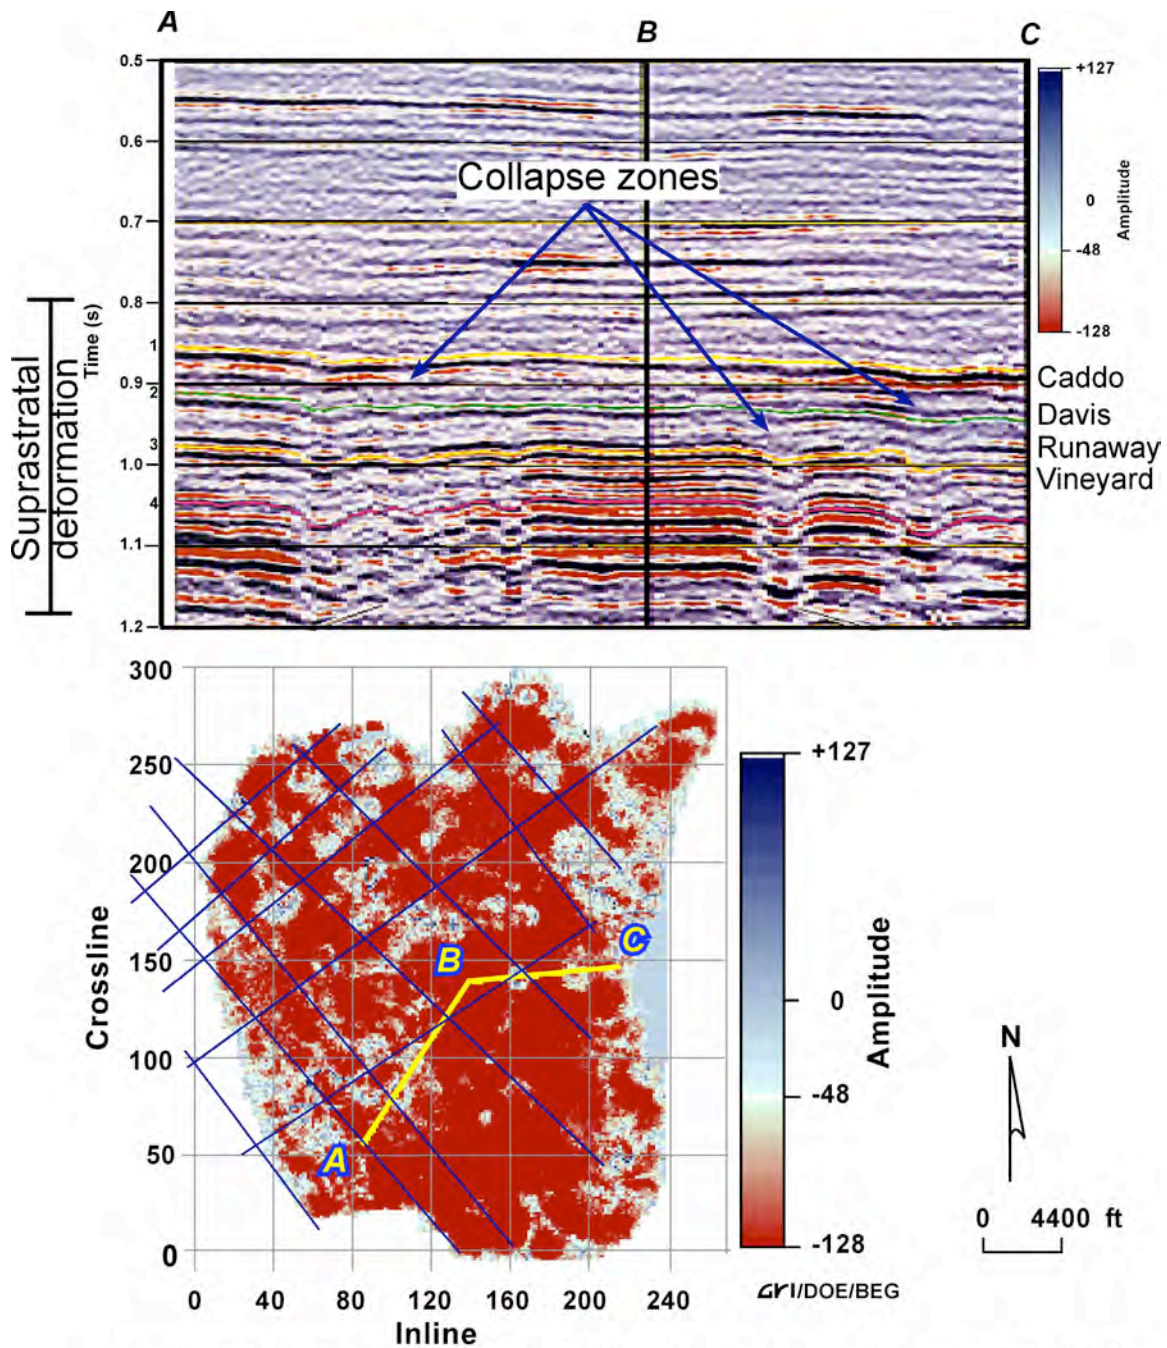 A B C
0.5
0.6
0.7
0.8
0.9
1.0
1.1
1.2
Time (s)
1
2
3
4
Suprastratal
deformation
Collapse zones
+127
0
-48
-128
Amplitude
Caddo
Davis
Runaway
Vineyard
300
250
200
150
100
50
0
Crossline
0 40 80 120 160 200 240
Inline
A
B
C
+127
0
-48
-128
Amplitude
N
0 4400 ft
GRI/DOE/BEG